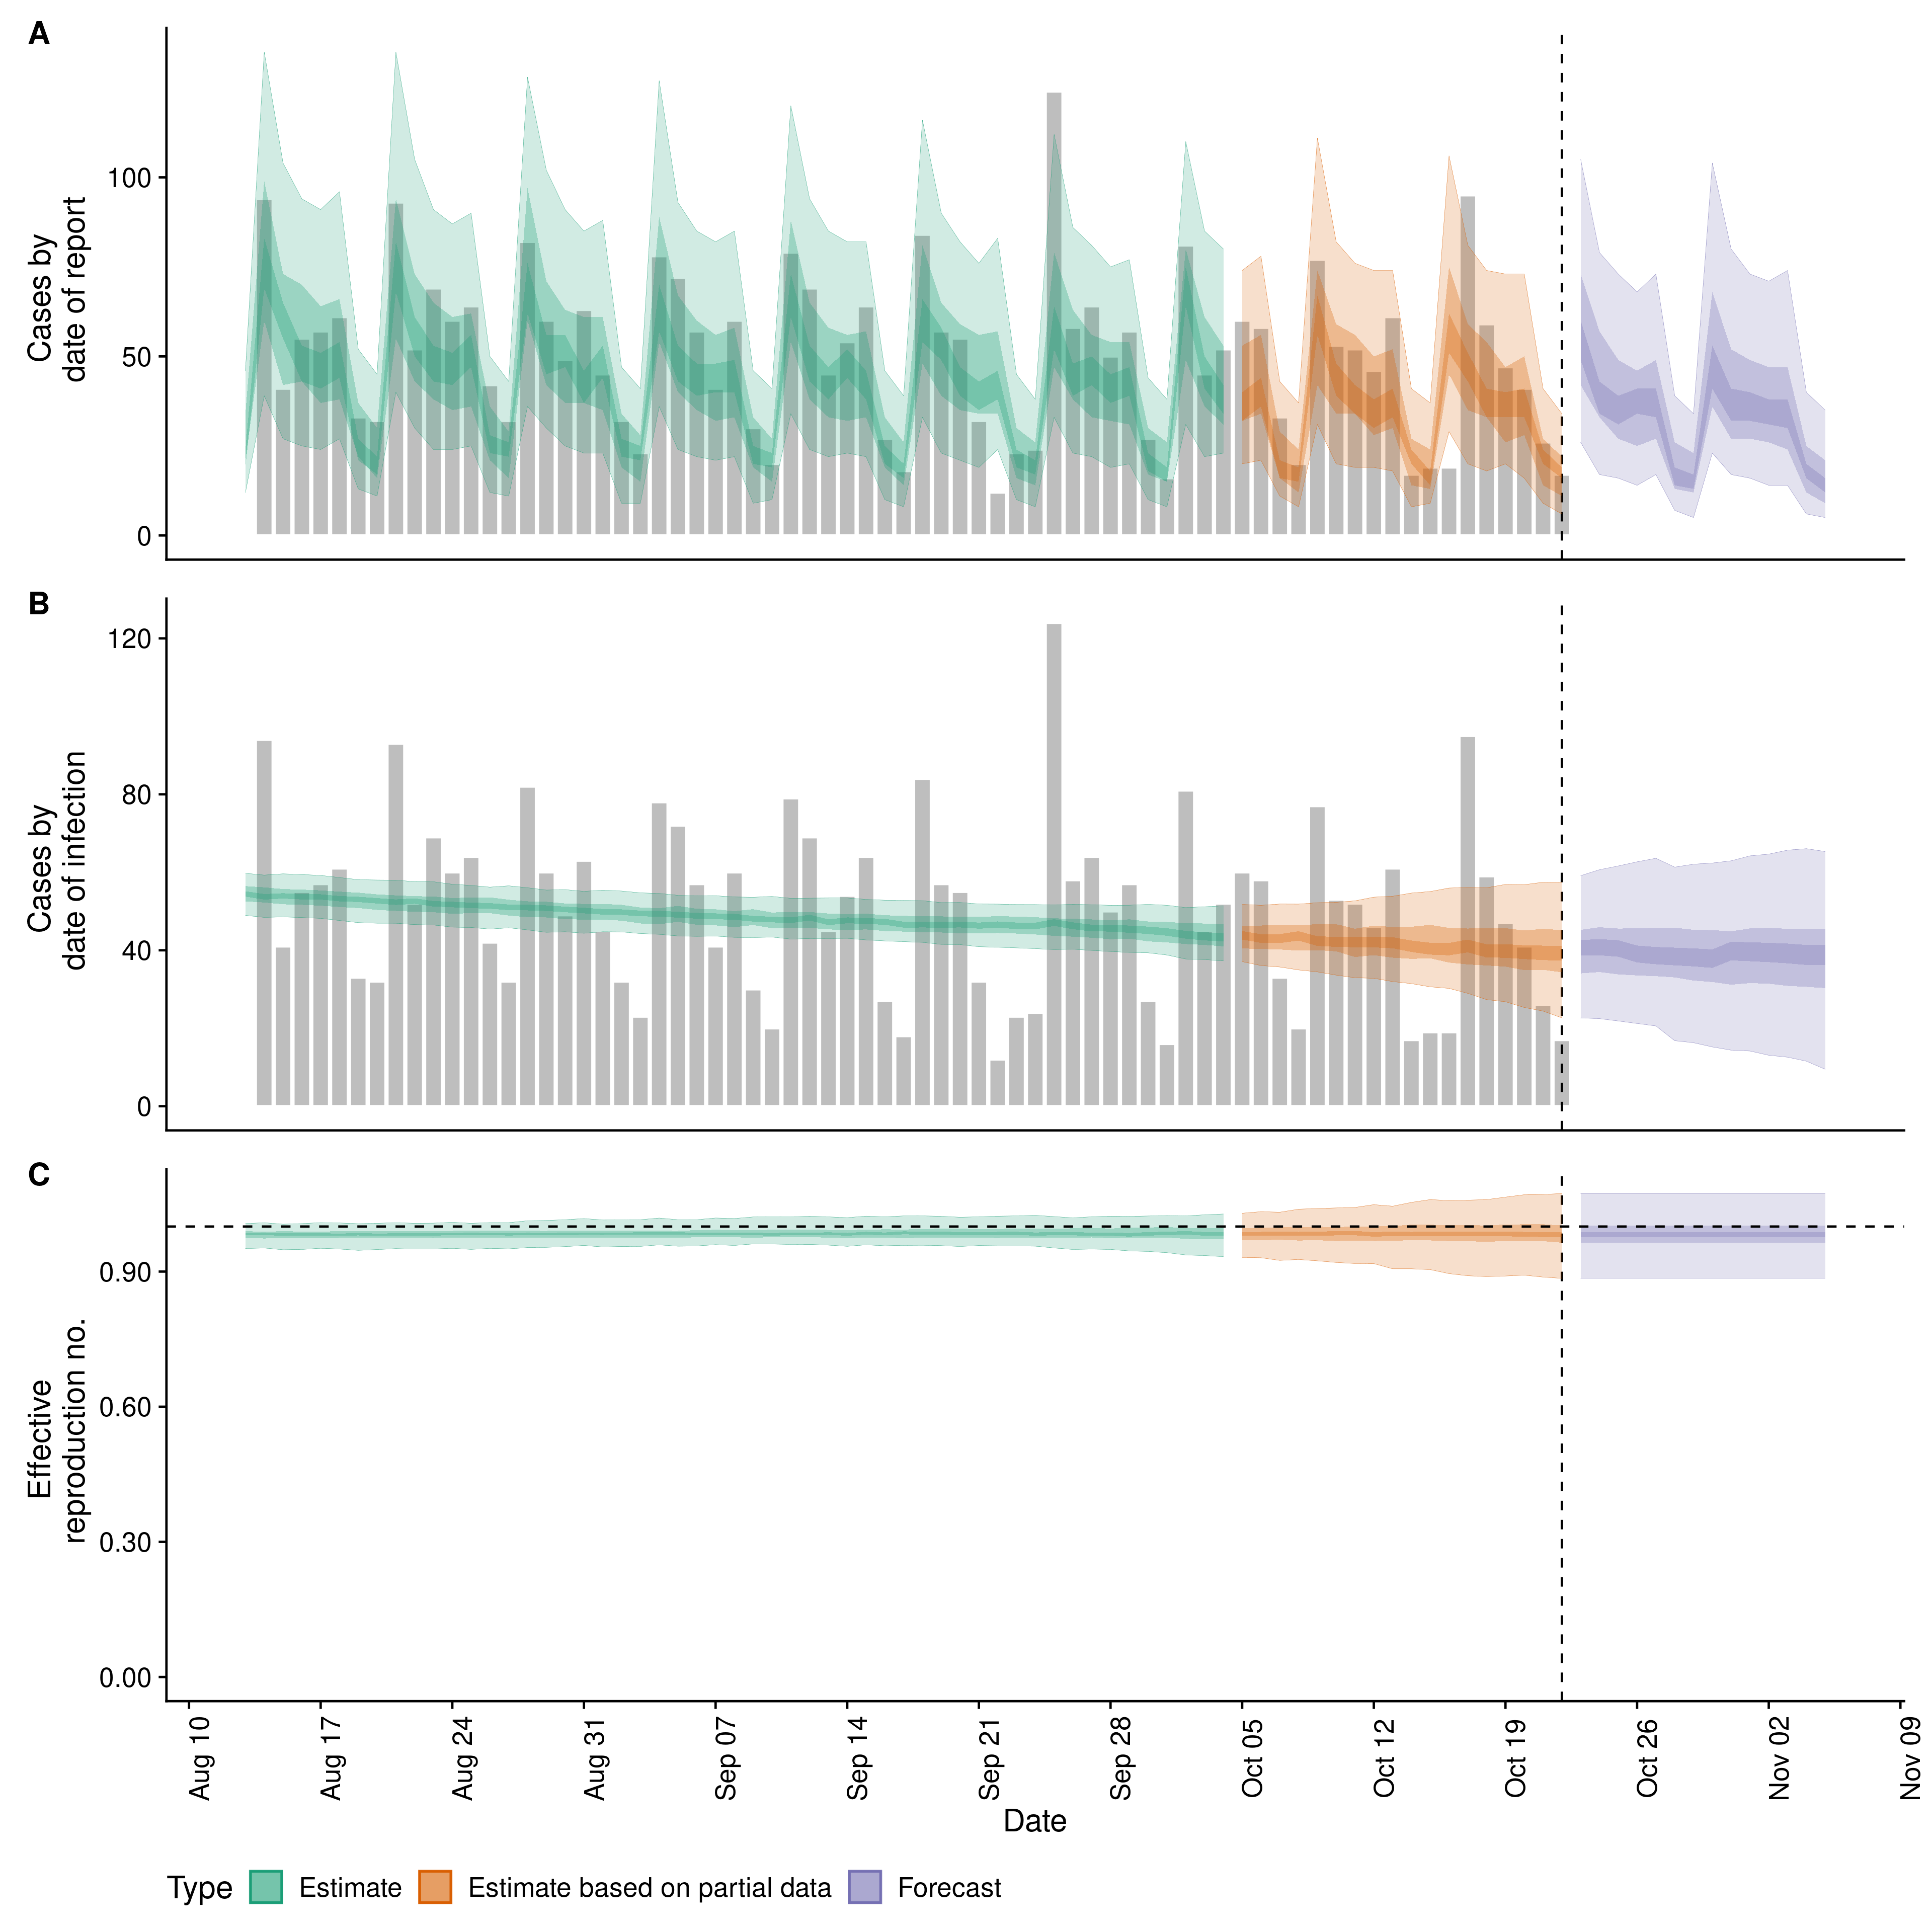 A
Cases by
date of report
100
50
0
B
Cases by
date of infection
120
80
40
0
C
Effective
reproduction no.
0.90
0.60
0.30
0.00
Aug 10
Aug 17
Aug 24
Aug 31
Sep 07
Sep 14
Sep 21
Sep 28
Oct 05
Oct 12
Oct 19
Oct 26
Nov 02
Nov 09
Date
Type Estimate Estimate based on partial data Forecast